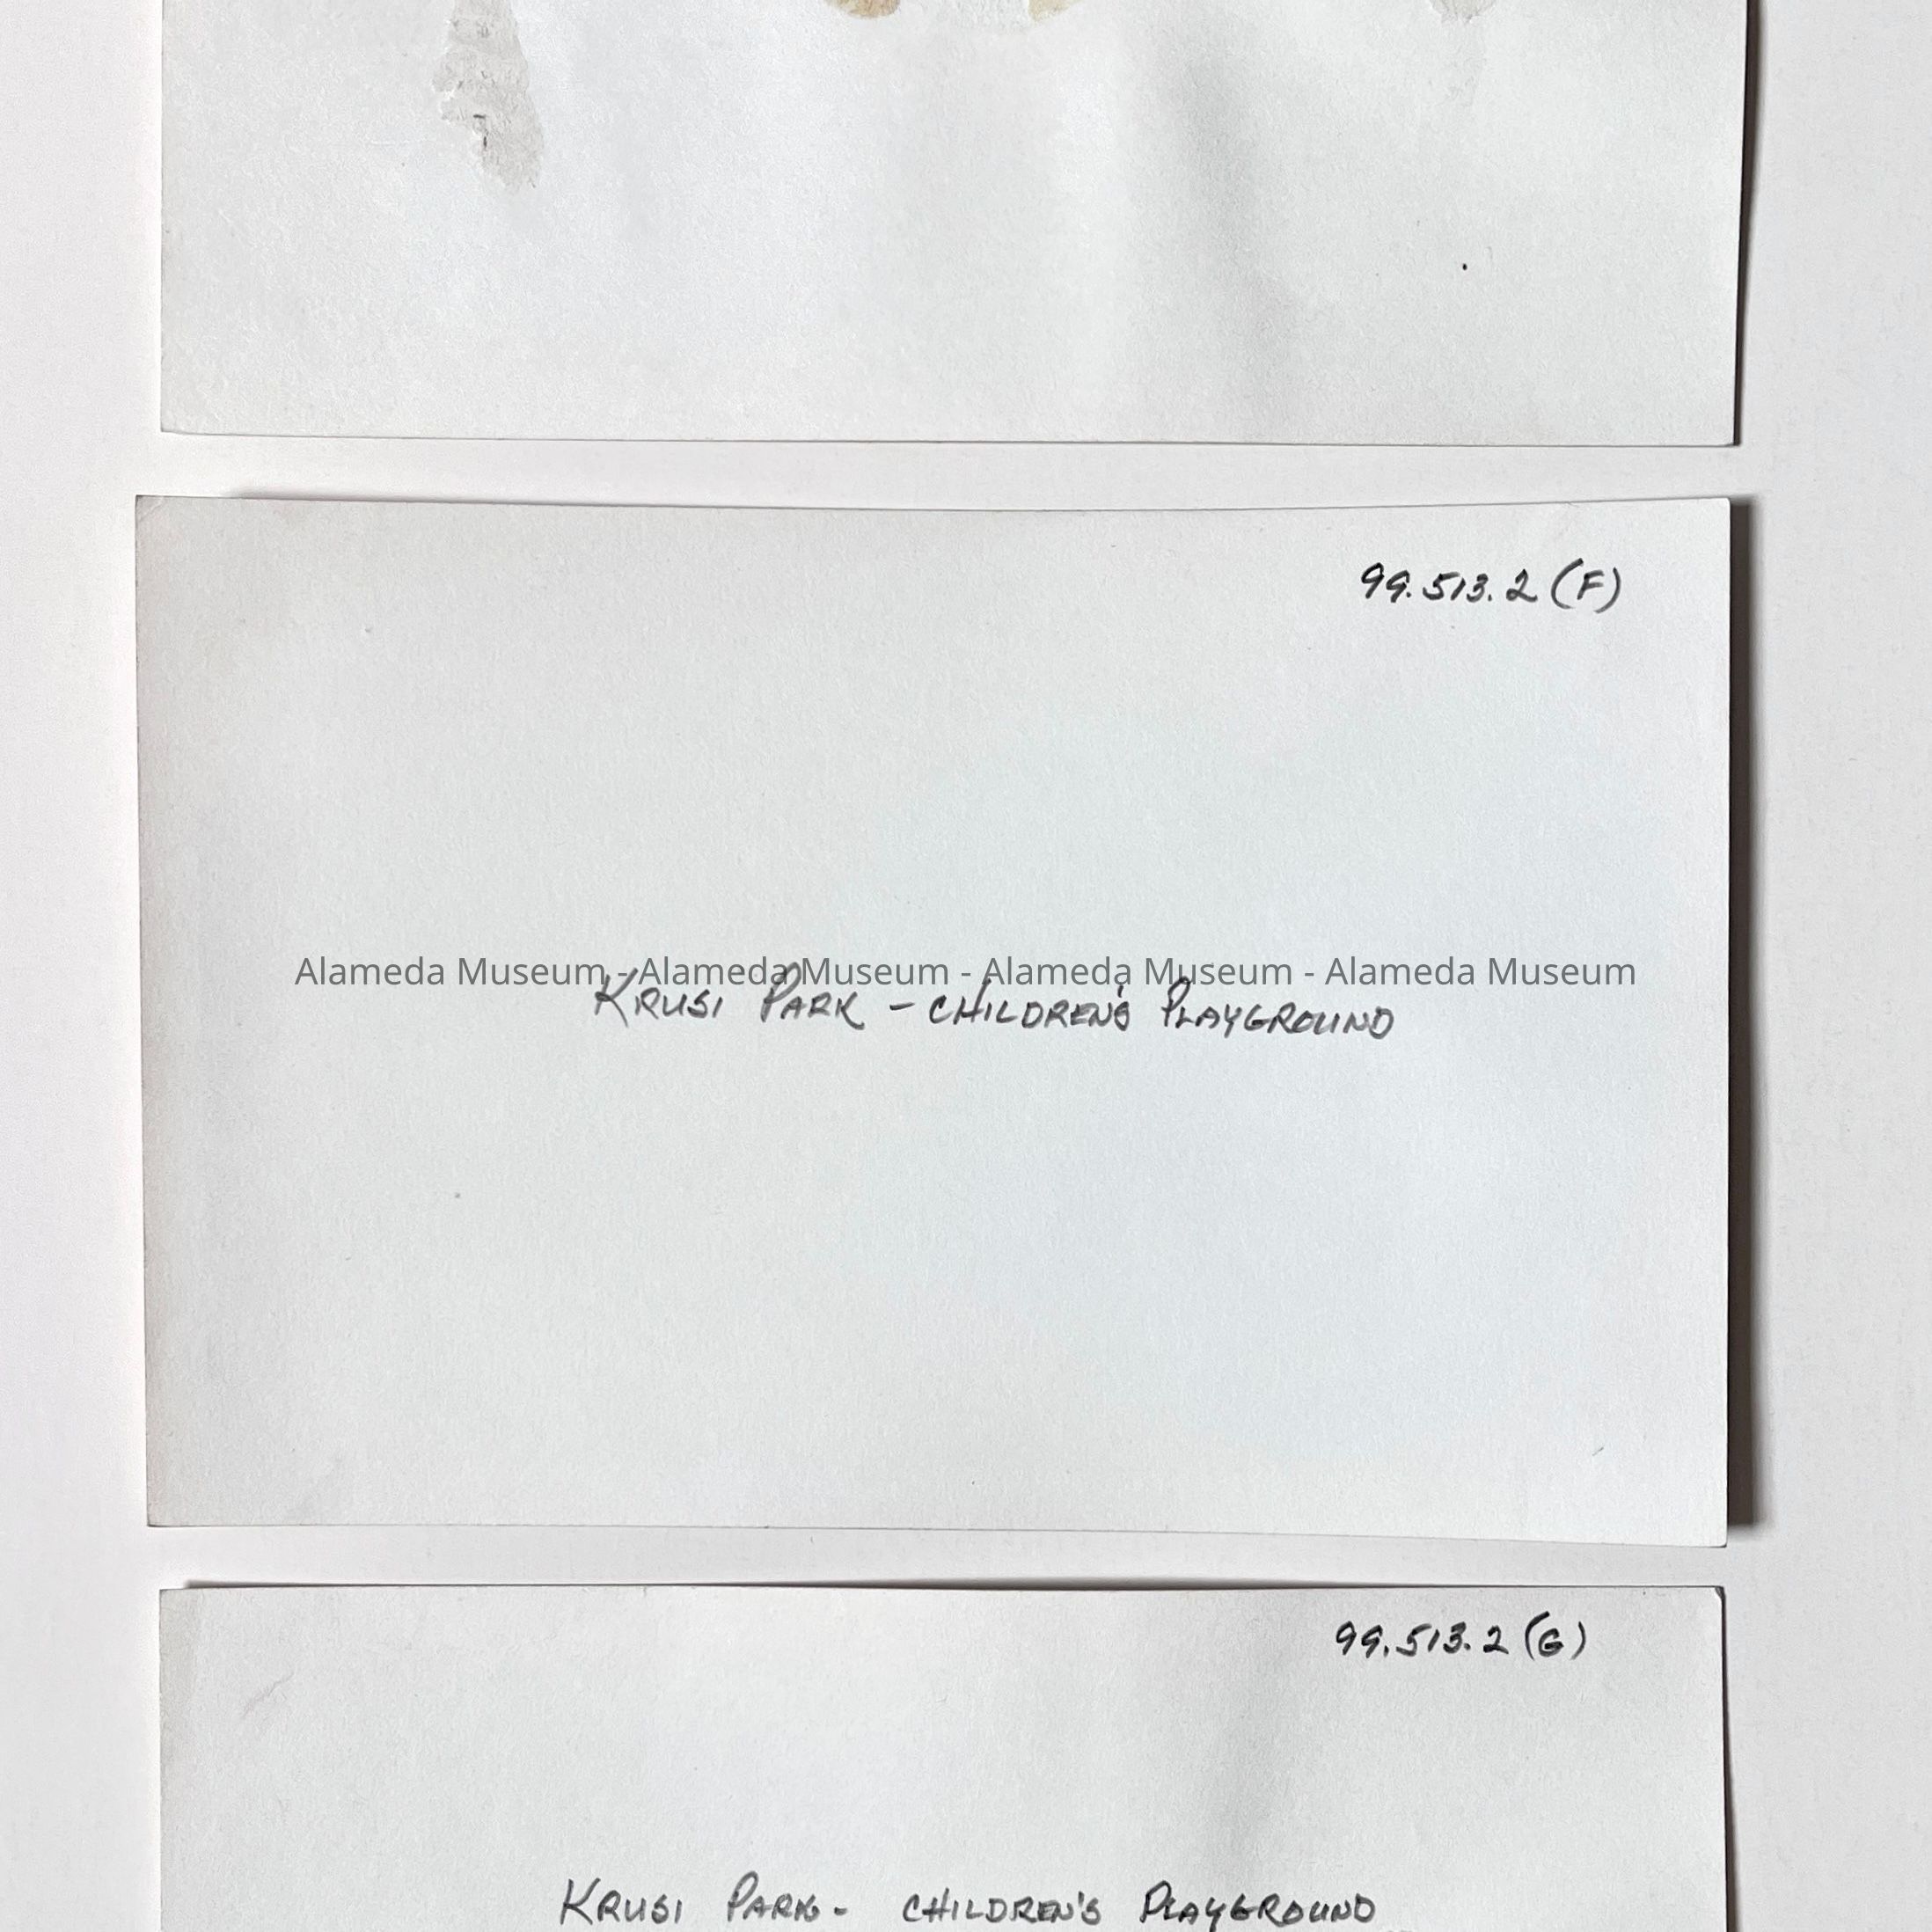 99.513.2 (F)
Alameda Museum - Alameda Museum - Alameda Museum - Alameda Museum
KRUSI PARK - CHILDREN'S PLAYGROUND
99.513.2 (G)
KRUSI PARK - CHILDREN'S PLAYGROUND